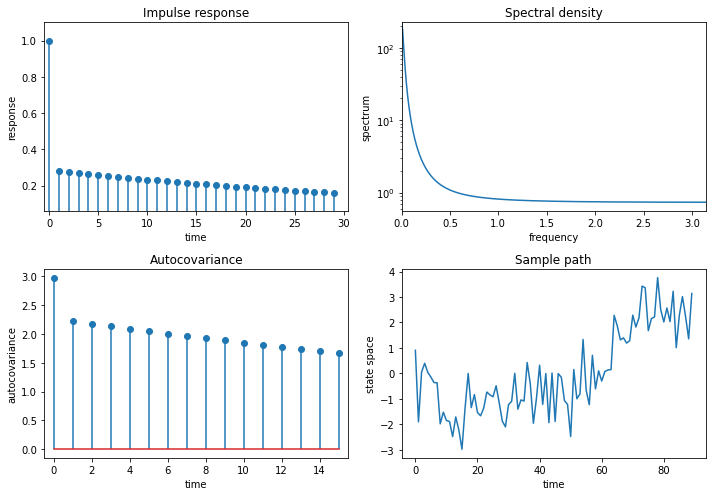 Impulse response
response
1.0
0.8
0.6
0.4
0.2
0 5 10 15 20 25 30
time
Spectral density
spectrum
10²
10¹
10⁰
0.0 0.5 1.0 1.5 2.0 2.5 3.0
frequency
Autocovariance
autocovariance
3.0
2.5
2.0
1.5
1.0
0.5
0.0
0 2 4 6 8 10 12 14
time
Sample path
state space
4
3
2
1
0
−1
−2
−3
0 20 40 60 80
time